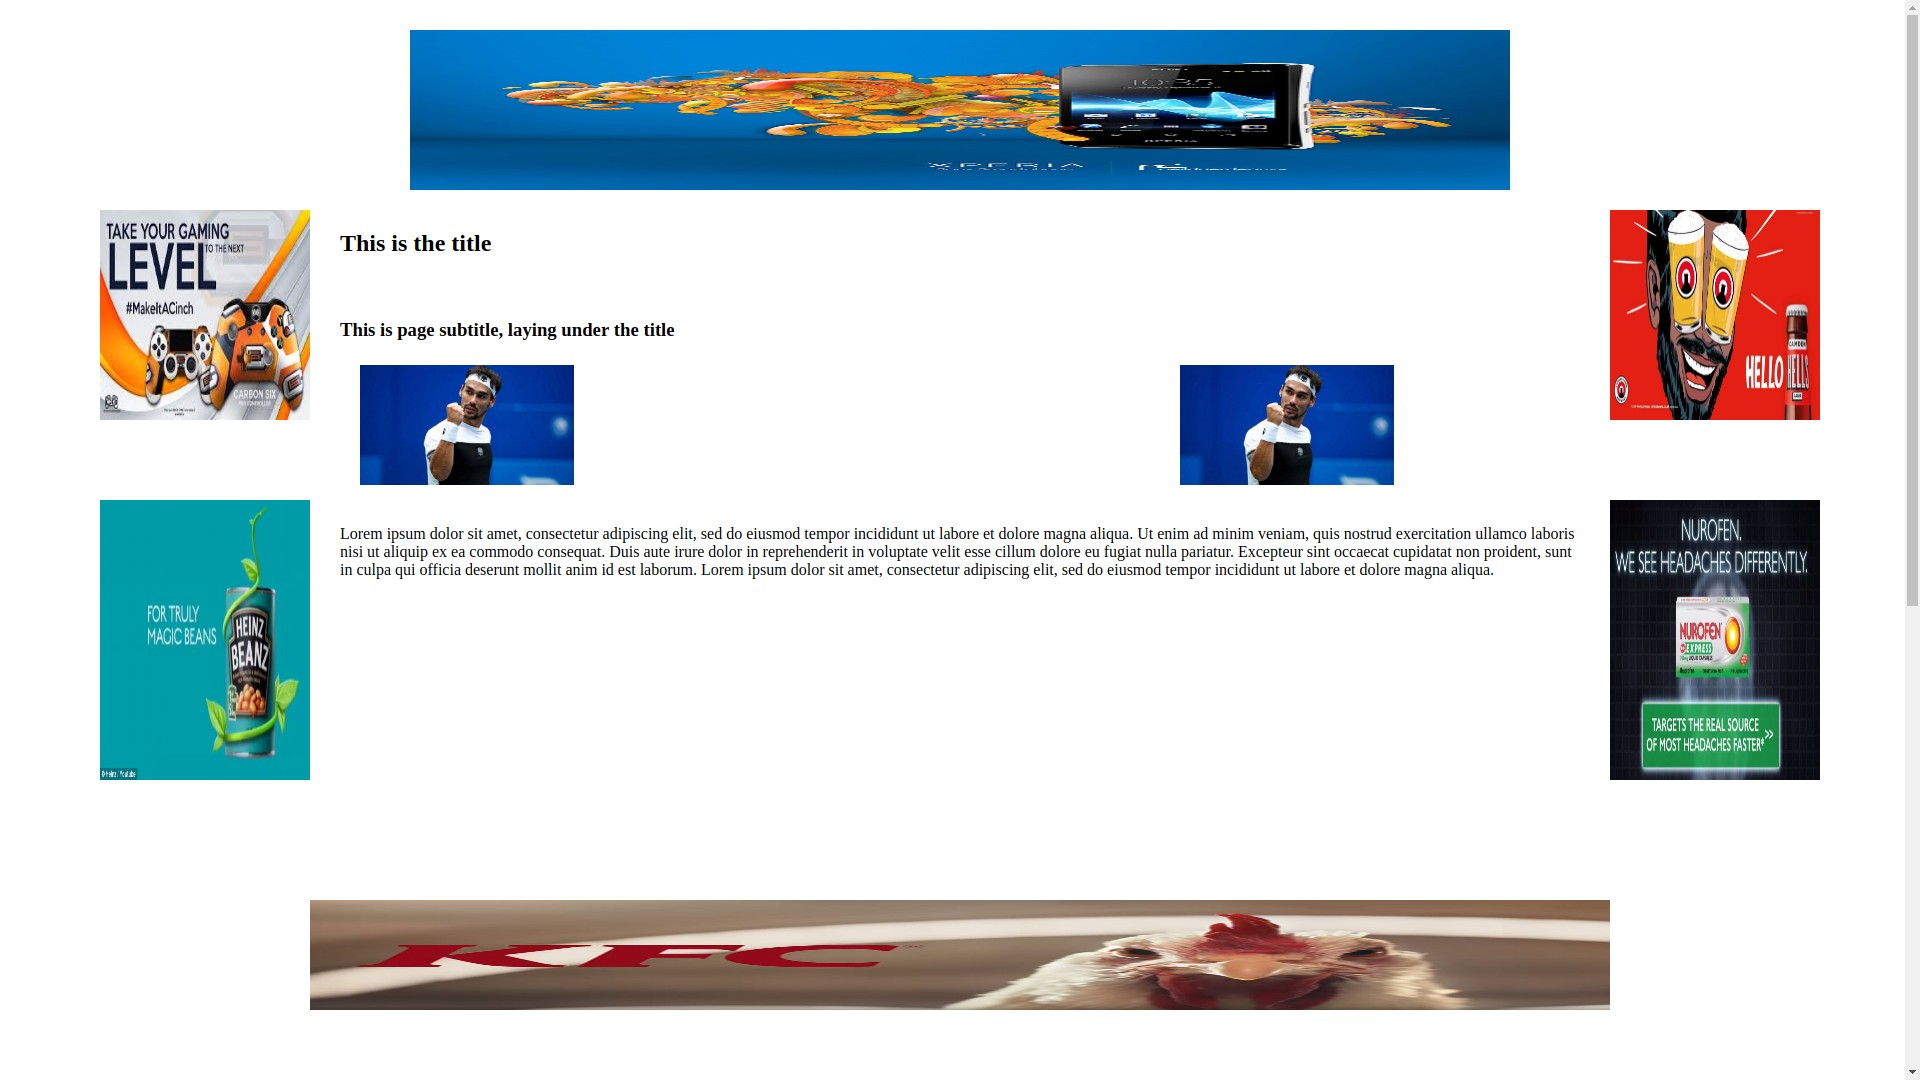 10:35
XPERIA
XPERIA
TAKE YOUR GAMING
LEVEL TO THE NEXT
#MakeItACinch
CARBON SIX
This is the title
This is page subtitle, laying under the title
HELLO HELLS
CAMDEN
Lorem ipsum dolor sit amet, consectetur adipiscing elit, sed do eiusmod tempor incididunt ut labore et dolore magna aliqua. Ut enim ad minim veniam, quis nostrud exercitation ullamco laboris
nisi ut aliquip ex ea commodo consequat. Duis aute irure dolor in reprehenderit in voluptate velit esse cillum dolore eu fugiat nulla pariatur. Excepteur sint occaecat cupidatat non proident, sunt
in culpa qui officia deserunt mollit anim id est laborum. Lorem ipsum dolor sit amet, consectetur adipiscing elit, sed do eiusmod tempor incididunt ut labore et dolore magna aliqua.
FOR TRULY
MAGIC BEANS
HEINZ
BEANZ
© Heinz / Youtube
NUROFEN.
WE SEE HEADACHES DIFFERENTLY.
NUROFEN
EXPRESS
TARGETS THE REAL SOURCE
OF MOST HEADACHES FASTER* »
KFC